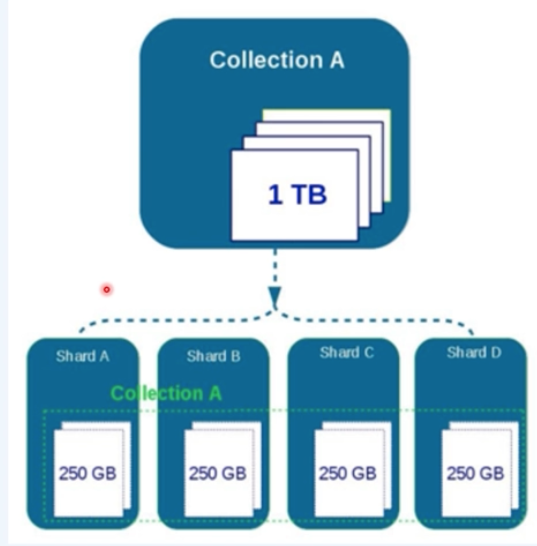 Collection A
1 TB
Shard A
Shard B
Shard C
Shard D
Collection A
250 GB
250 GB
250 GB
250 GB